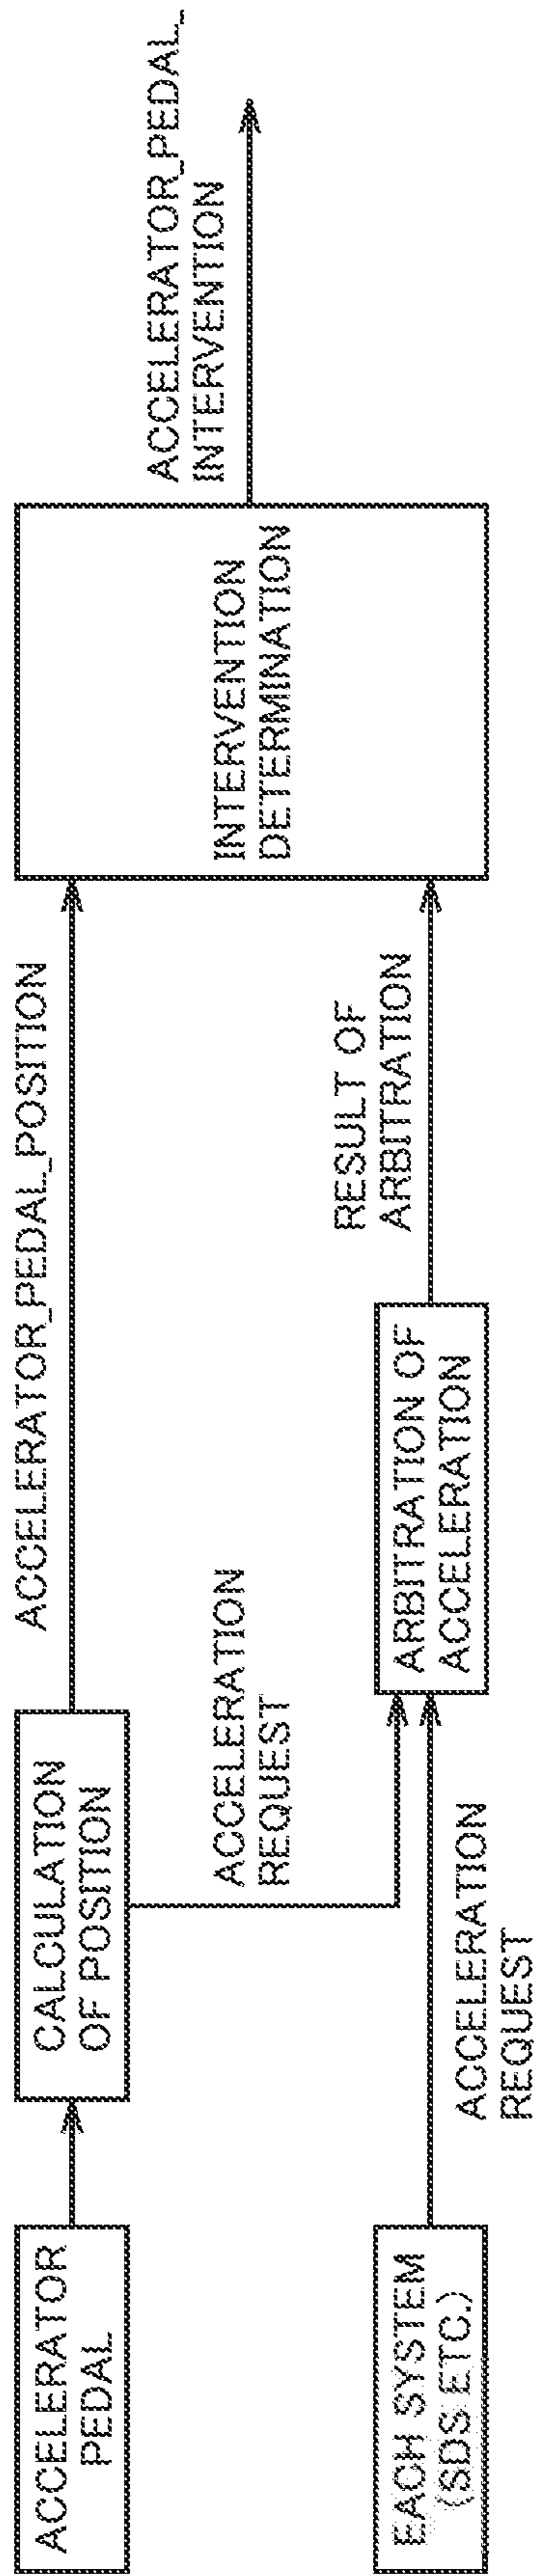 ACCELERATOR
PEDAL
CALCULATION
OF POSITION
ACCELERATOR_PEDAL_POSITION
ACCELERATION
REQUEST
EACH SYSTEM
(SDS ETC.)
ACCELERATION
REQUEST
ARBITRATION OF
ACCELERATION
RESULT OF
ARBITRATION
INTERVENTION
DETERMINATION
ACCELERATOR_PEDAL_
INTERVENTION